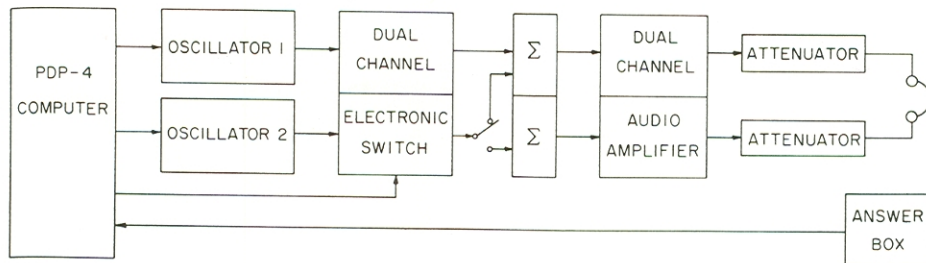 PDP-4
COMPUTER
OSCILLATOR 1
OSCILLATOR 2
DUAL
CHANNEL
ELECTRONIC
SWITCH
Σ
Σ
DUAL
CHANNEL
AUDIO
AMPLIFIER
ATTENUATOR
ATTENUATOR
ANSWER
BOX